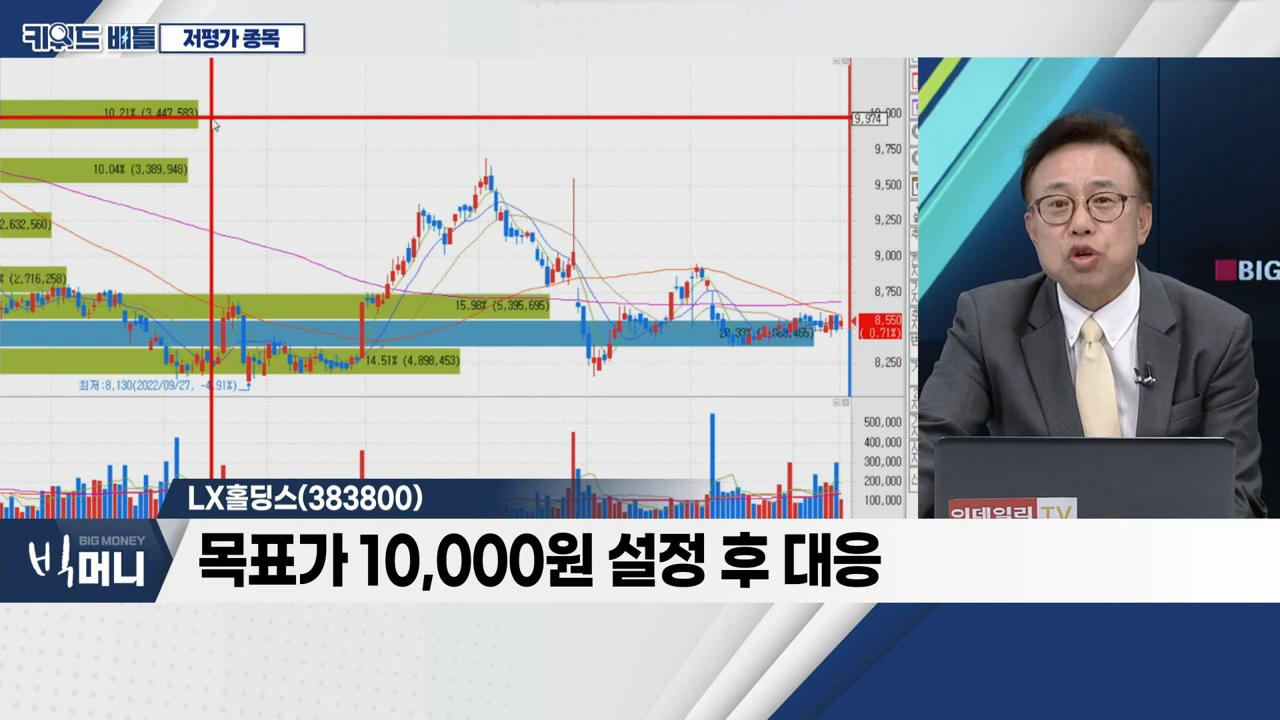 키워드 배틀
저평가 종목
10.21% (3,447,583)
10.04% (3,389,948)
2,632,560)
% (2,716,258)
15.98% (5,395,695)
14.51% (4,898,453)
최저:8,130(2022/09/27, -4.91%)
9,974
9,750
9,500
9,250
9,000
8,750
8,550
( 0.71%)
8,250
500,000
400,000
300,000
200,000
100,000
BIG
이데일리 TV
LX홀딩스(383800)
BIG MONEY
빅머니
목표가 10,000원 설정 후 대응